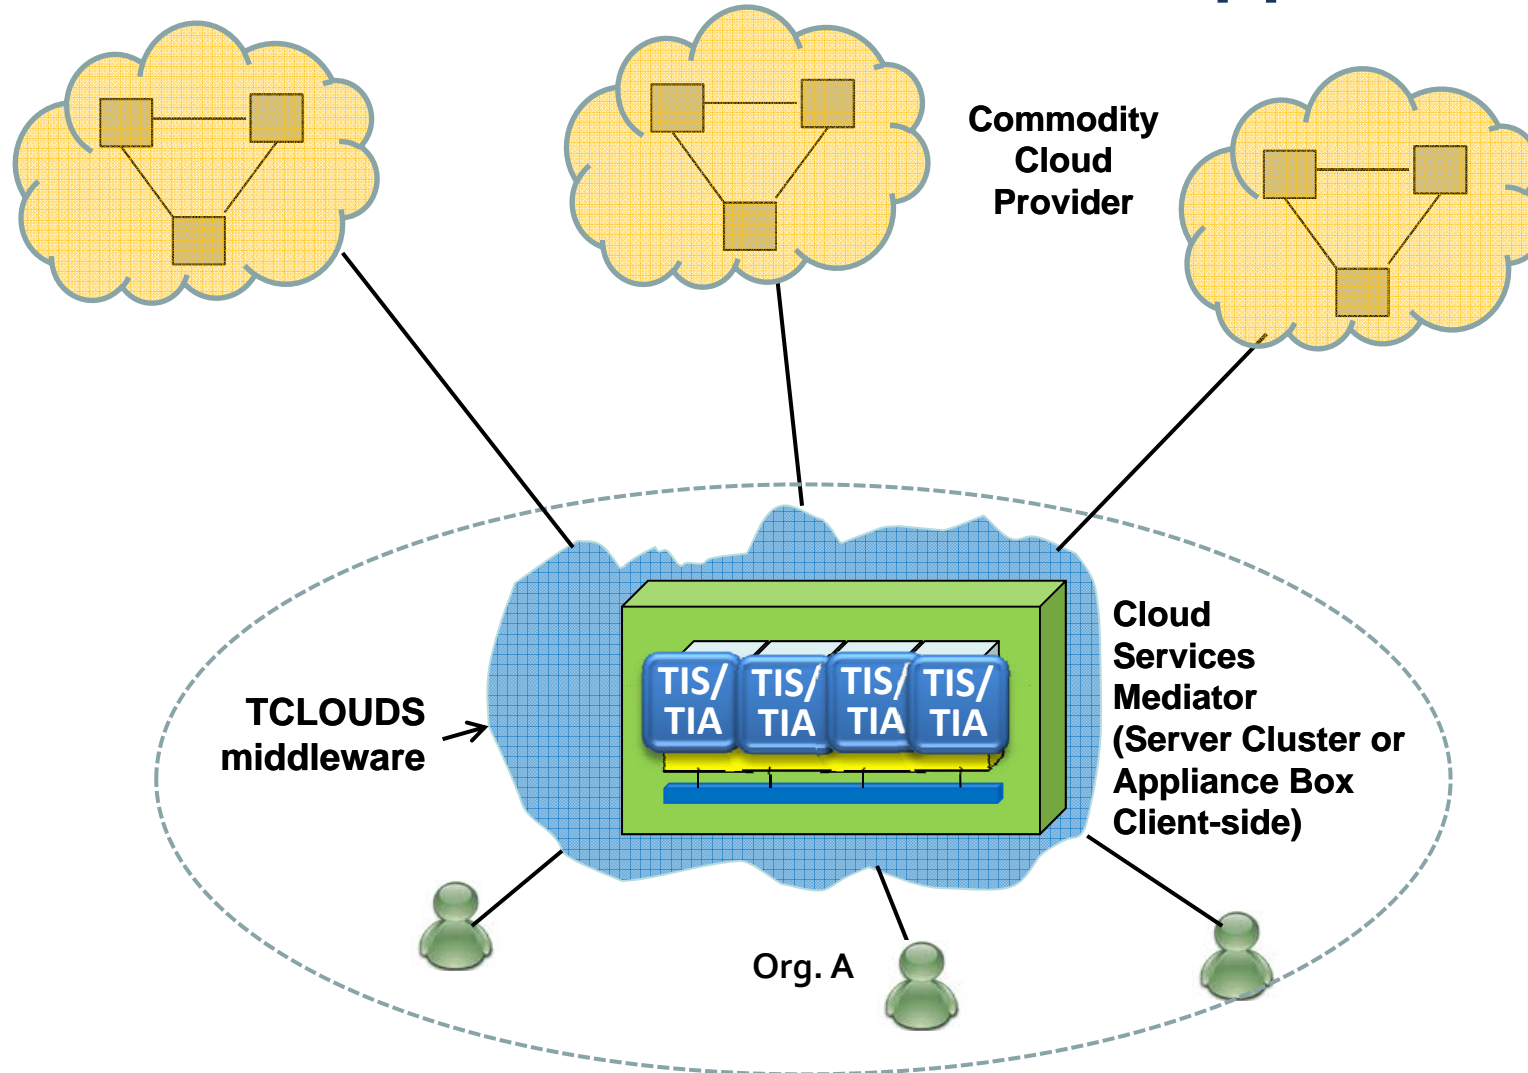 Commodity
Cloud
Provider
Cloud
Services
Mediator
(Server Cluster or
Appliance Box
Client-side)
TCLOUDS
middleware
TIS/
TIA
TIS/
TIA
TIS/
TIA
TIS/
TIA
Org. A